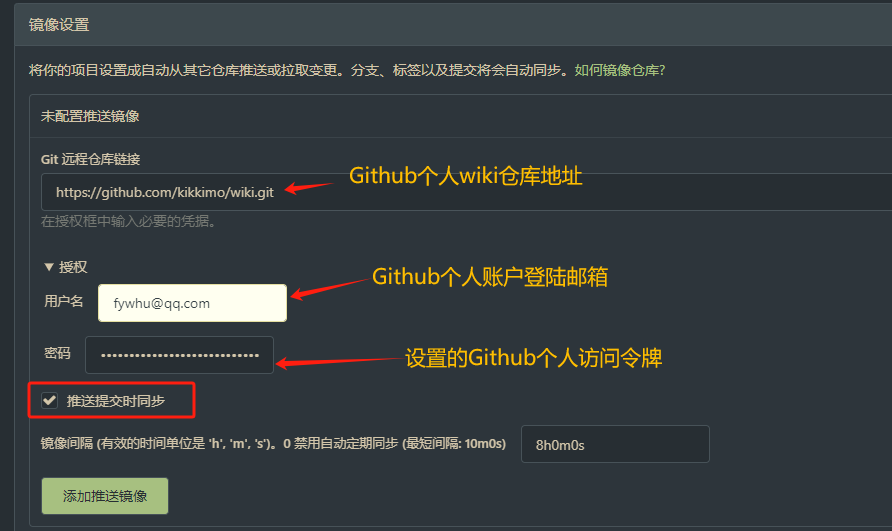 镜像设置
将你的项目设置成自动从其它仓库推送或拉取变更。分支、标签以及提交将会自动同步。如何镜像仓库?
未配置推送镜像
Git 远程仓库链接
Github个人wiki仓库地址
https://github.com/kikkimo/wiki.git
在授权框中输入必要的凭据。
▼ 授权
Github个人账户登陆邮箱
用户名 fywhu@qq.com
密码 ••••••••••••••••••••••••••••
设置的Github个人访问令牌
推送提交时同步
镜像间隔 (有效的时间单位是 'h', 'm', 's')。0 禁用自动定期同步 (最短间隔: 10m0s) 8h0m0s
添加推送镜像